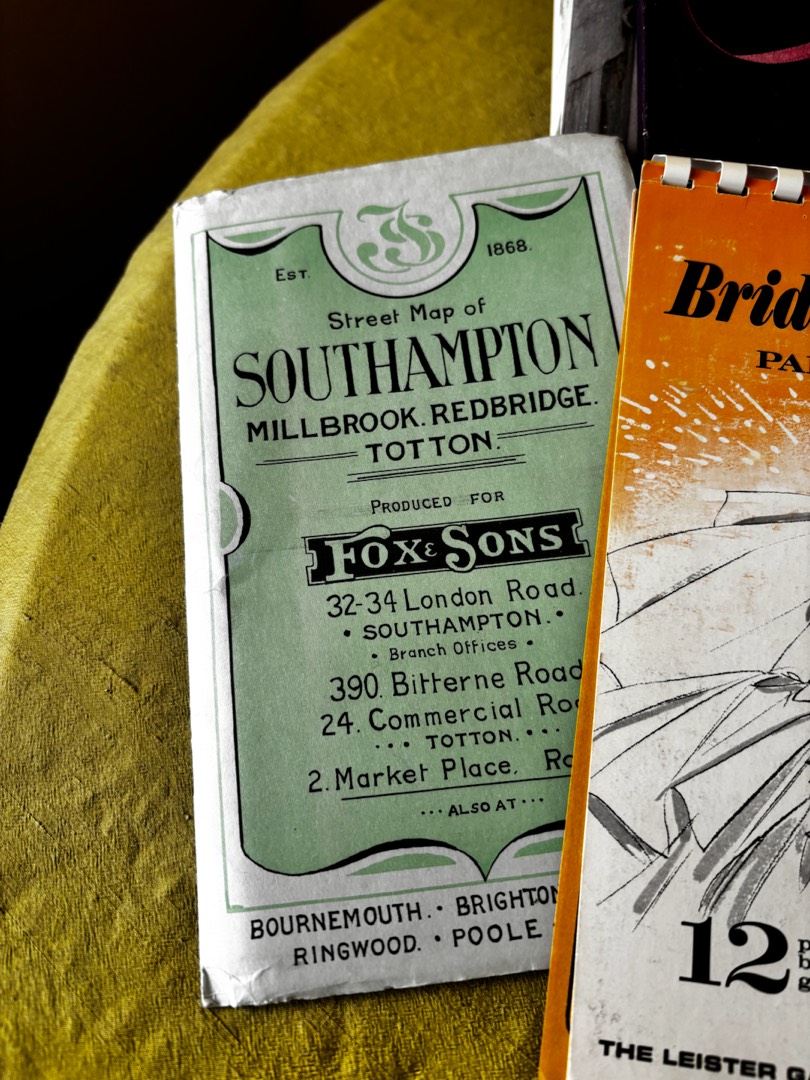 EST. 1868.
Street Map of
SOUTHAMPTON
MILLBROOK. REDBRIDGE.
TOTTON.
PRODUCED FOR
FOX & SONS
32-34 London Road.
• SOUTHAMPTON. •
• Branch Offices •
390. Bitterne Road
24. Commercial
••• TOTTON. •••
2. Market Place,
••• ALSO AT •••
BOURNEMOUTH. • BRIGHTON
RINGWOOD. • POOLE
12
THE LEISTER